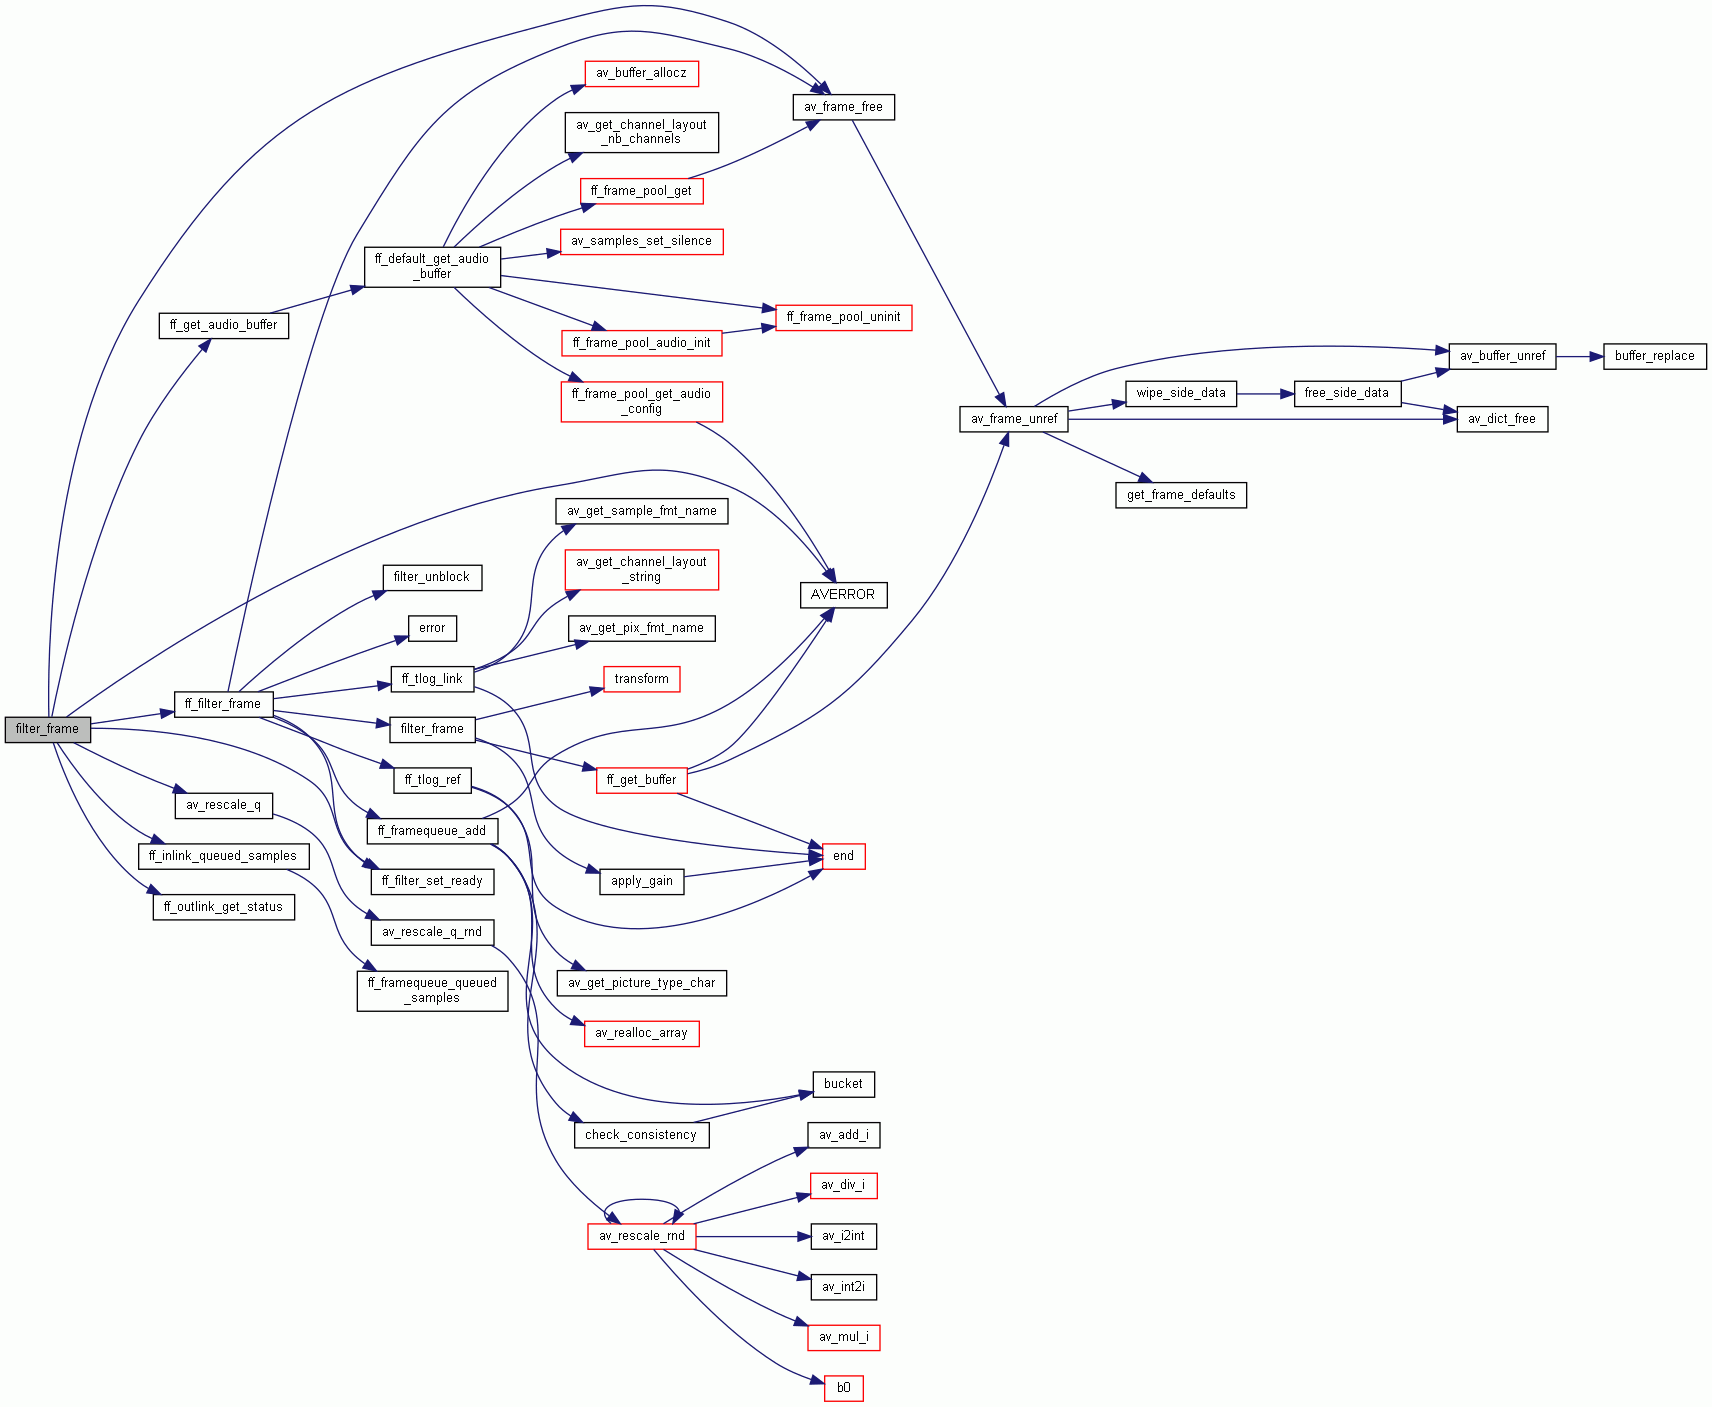 av_buffer_allocz
av_frame_free
av_get_channel_layout
_nb_channels
ff_frame_pool_get
av_samples_set_silence
ff_default_get_audio
_buffer
ff_get_audio_buffer
ff_frame_pool_uninit
ff_frame_pool_audio_init
av_buffer_unref
buffer_replace
ff_frame_pool_get_audio
_config
wipe_side_data
free_side_data
av_frame_unref
av_dict_free
get_frame_defaults
av_get_sample_fmt_name
av_get_channel_layout
_string
filter_unblock
AVERROR
error
av_get_pix_fmt_name
ff_tlog_link
transform
ff_filter_frame
filter_frame
filter_frame
ff_tlog_ref
ff_get_buffer
av_rescale_q
ff_framequeue_add
ff_inlink_queued_samples
end
ff_filter_set_ready
apply_gain
ff_outlink_get_status
av_rescale_q_rnd
ff_framequeue_queued
_samples
av_get_picture_type_char
av_realloc_array
bucket
check_consistency
av_add_i
av_div_i
av_rescale_rnd
av_i2int
av_int2i
av_mul_i
b0